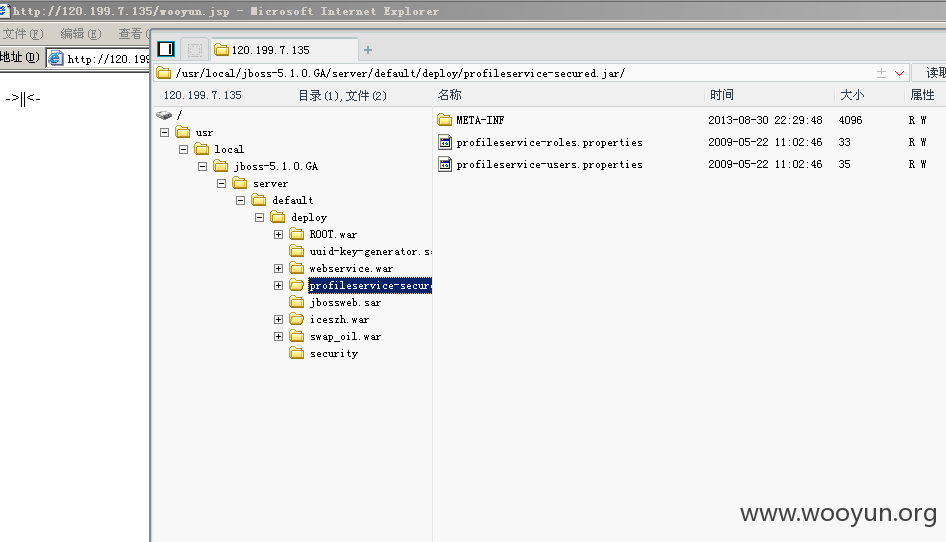 http://120.199.7.135/wooyun.jsp - Microsoft Internet Explorer
文件(F) 编辑(E) 查看
地址(D) http://120.199
->||<-
120.199.7.135 +
/usr/local/jboss-5.1.0.GA/server/default/deploy/profileservice-secured.jar/ 读取
120.199.7.135 目录(1),文件(2) 名称 时间 大小 属性
/
usr
local
jboss-5.1.0.GA
server
default
deploy
ROOT.war
uuid-key-generator.s
webservice.war
profileservice-secure
jbossweb.sar
iceszh.war
swap_oil.war
security
META-INF 2013-08-30 22:29:48 4096 R W
profileservice-roles.properties 2009-05-22 11:02:46 33 R W
profileservice-users.properties 2009-05-22 11:02:46 35 R W
www.wooyun.org